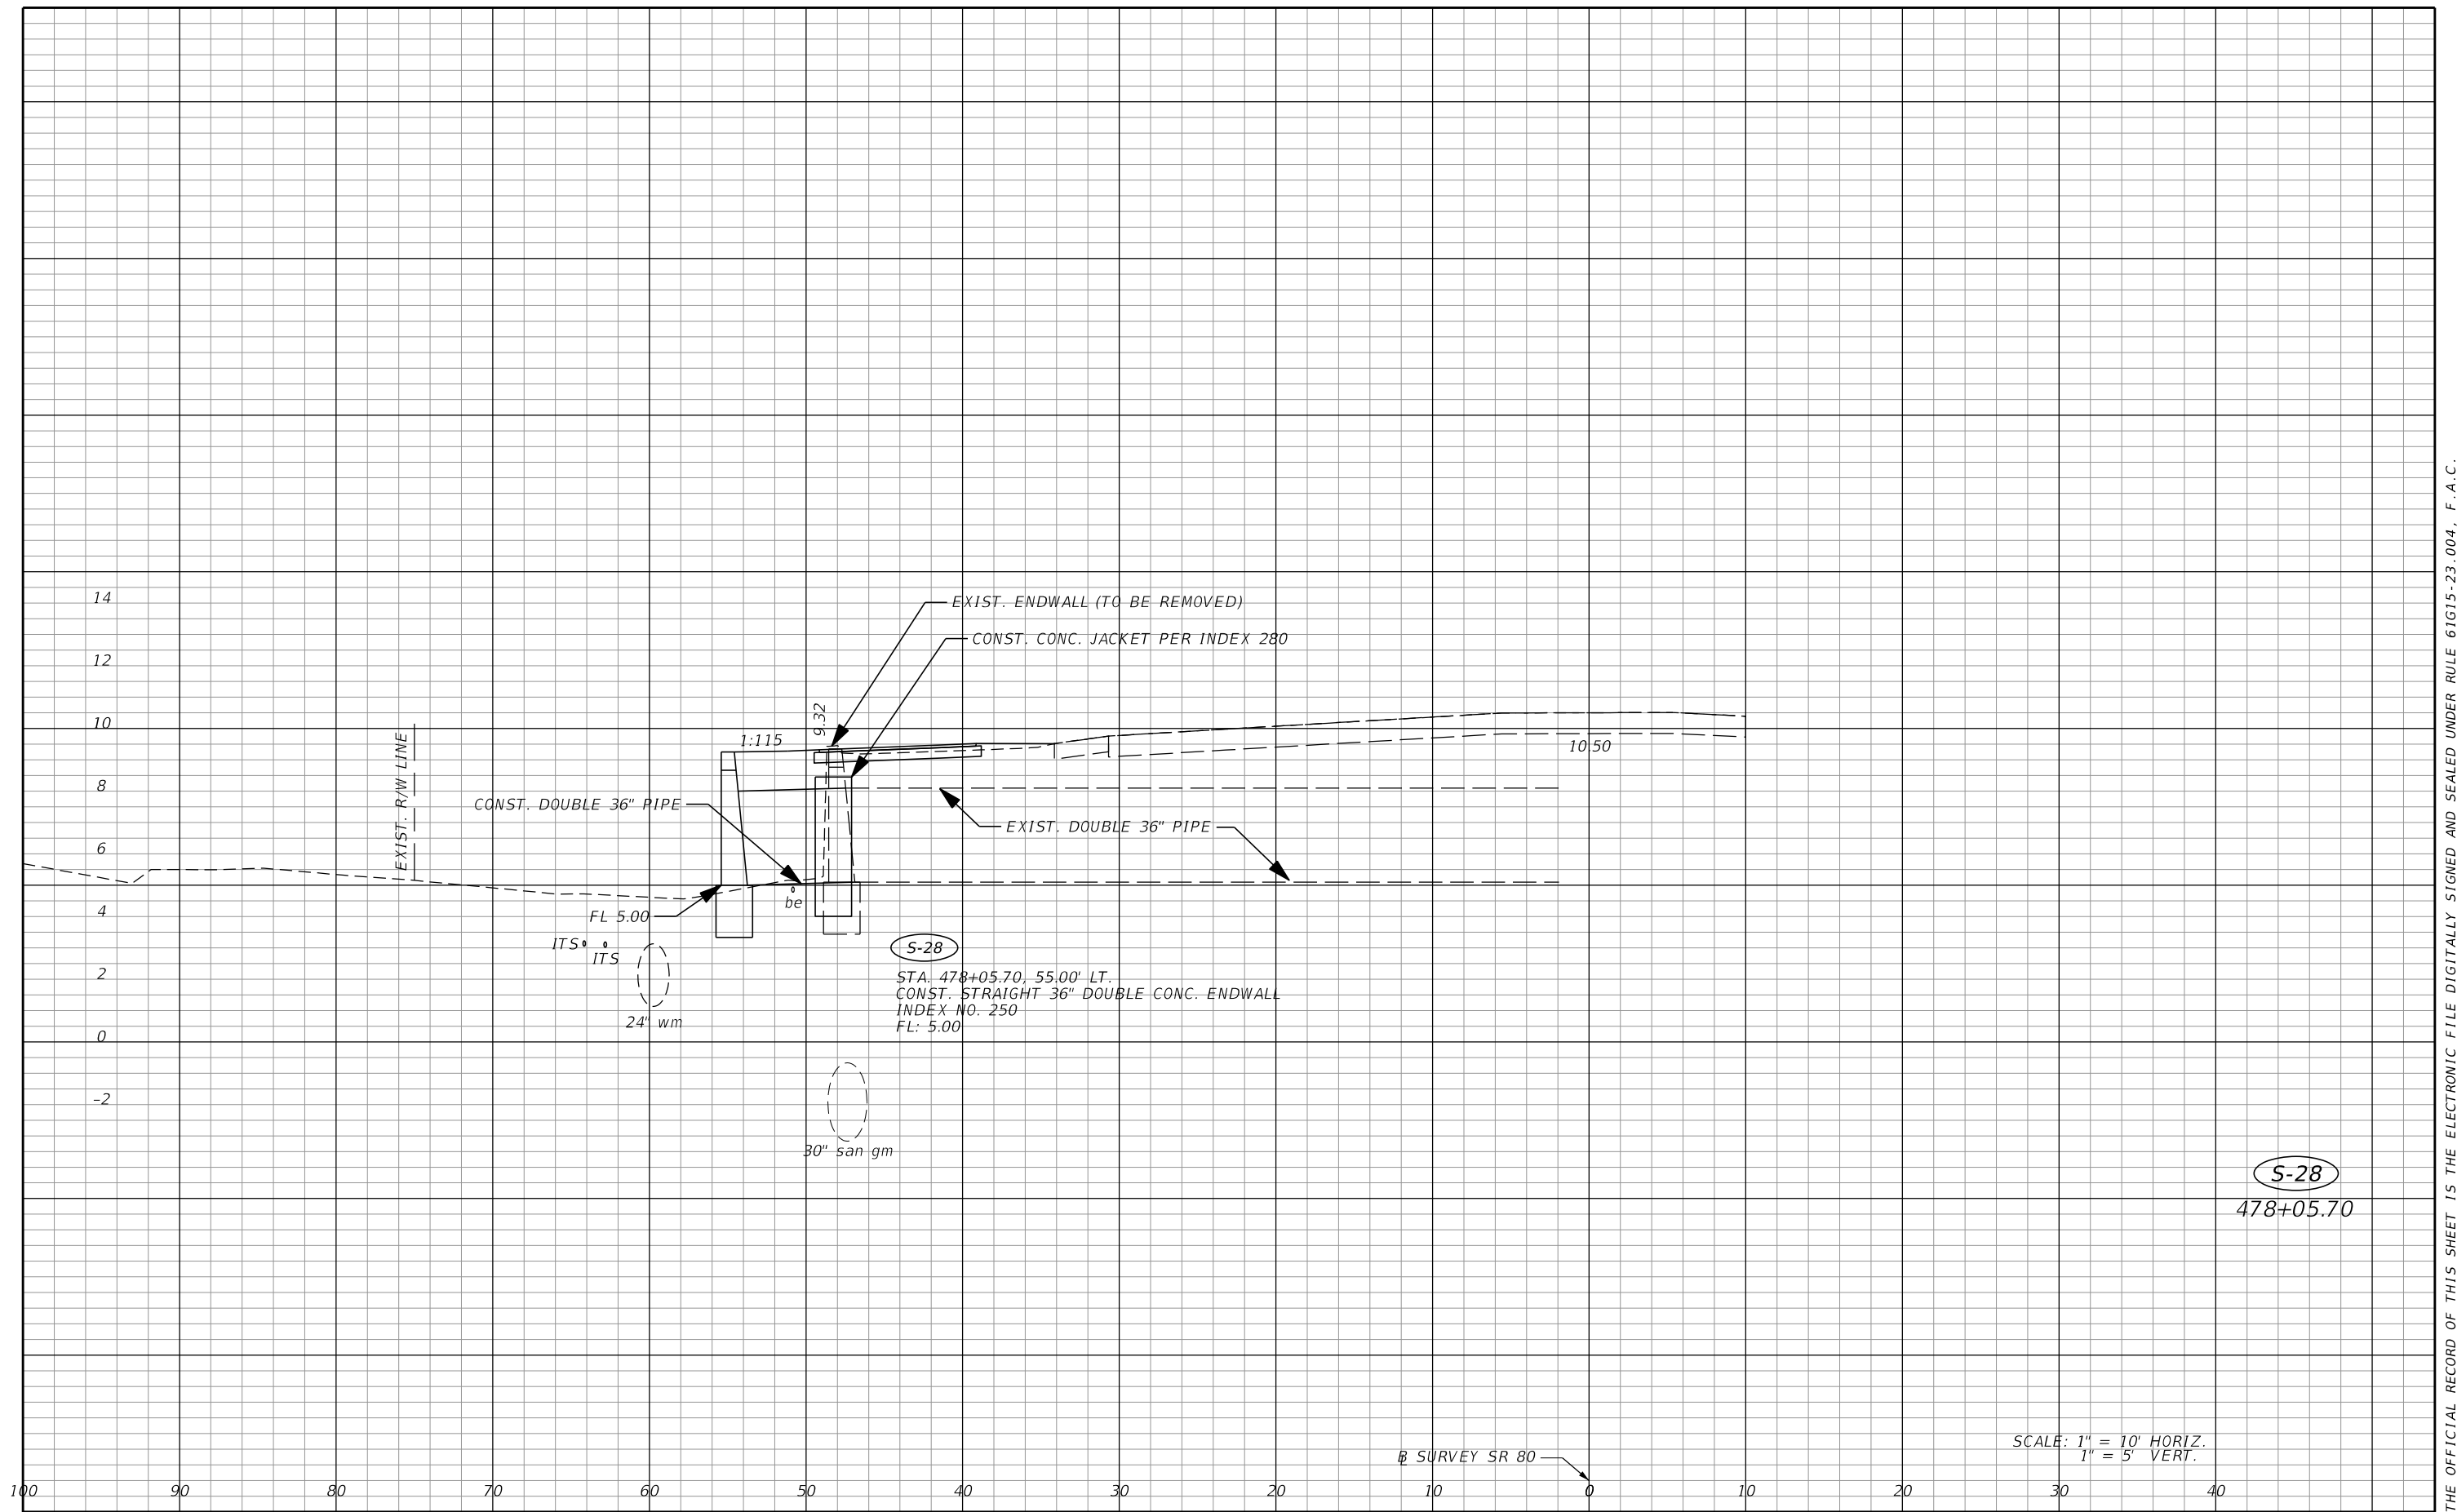 14
EXIST. ENDWALL (TO BE REMOVED)
12
CONST. CONC. JACKET PER INDEX 280
10
EXIST. R/W LINE
1:115
9.32
10.50
8
CONST. DOUBLE 36" PIPE
EXIST. DOUBLE 36" PIPE
6
4
FL 5.00
be
ITS
ITS
S-28
2
STA. 478+05.70, 55.00' LT.
CONST. STRAIGHT 36" DOUBLE CONC. ENDWALL
INDEX NO. 250
FL: 5.00
24" wm
0
-2
30" san gm
S-28
478+05.70
SCALE: 1" = 10' HORIZ.
1" = 5' VERT.
B SURVEY SR 80
100 90 80 70 60 50 40 30 20 10 0 10 20 30 40
THE OFFICIAL RECORD OF THIS SHEET IS THE ELECTRONIC FILE DIGITALLY SIGNED AND SEALED UNDER RULE 61G15-23.004, F.A.C.